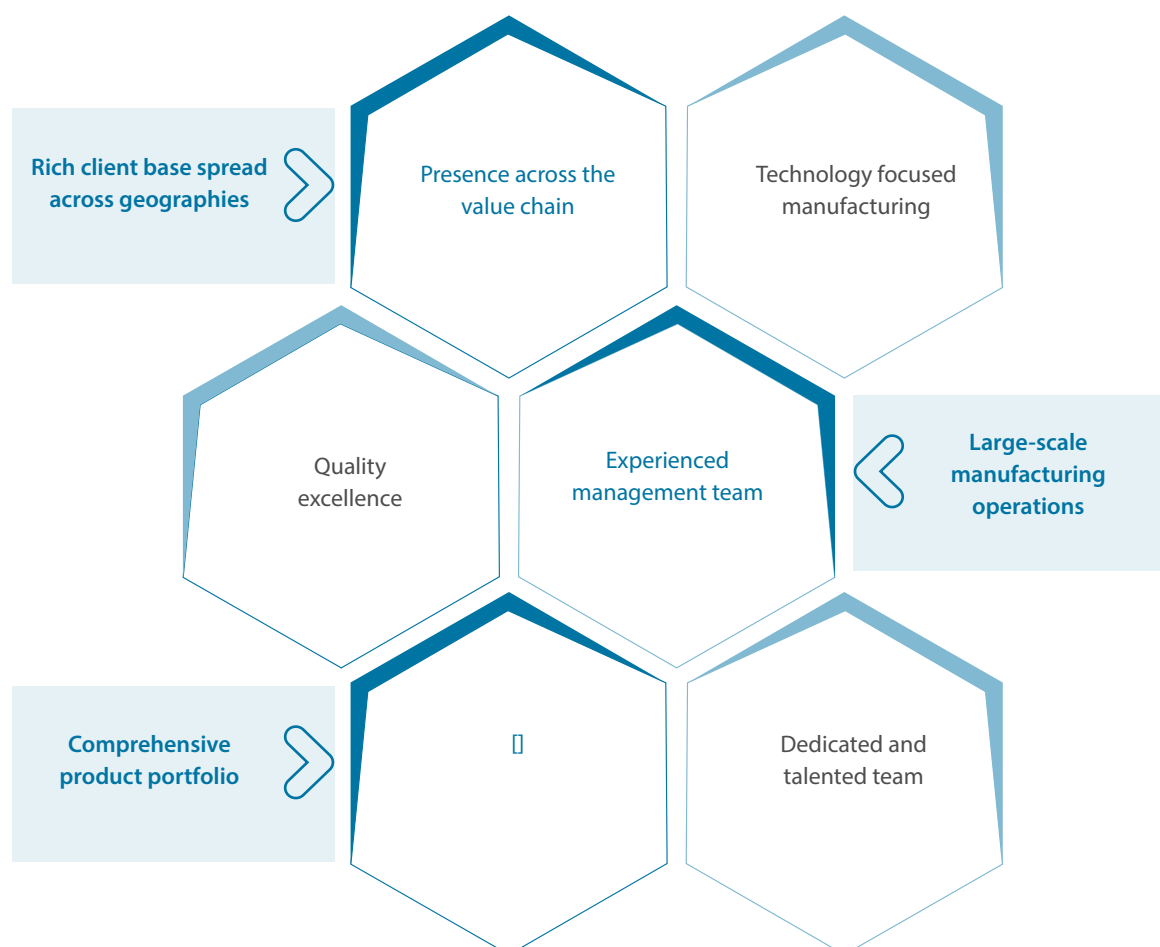 Rich client base spread
across geographies
Presence across the
value chain
Technology focused
manufacturing
Quality
excellence
Experienced
management team
Large-scale
manufacturing
operations
Comprehensive
product portfolio
[]
Dedicated and
talented team